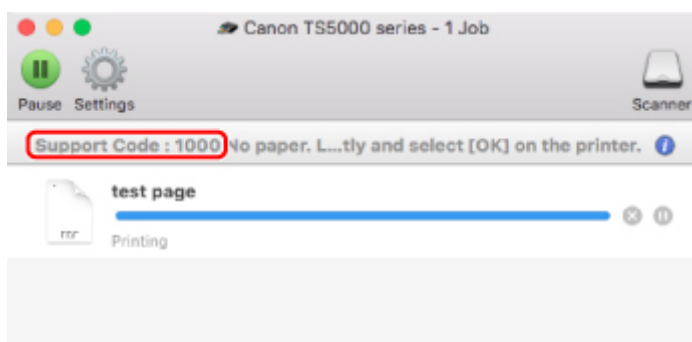 Canon TS5000 series - 1 Job
Pause Settings Scanner
Support Code : 1000 No paper. L...tly and select [OK] on the printer.
test page
Printing